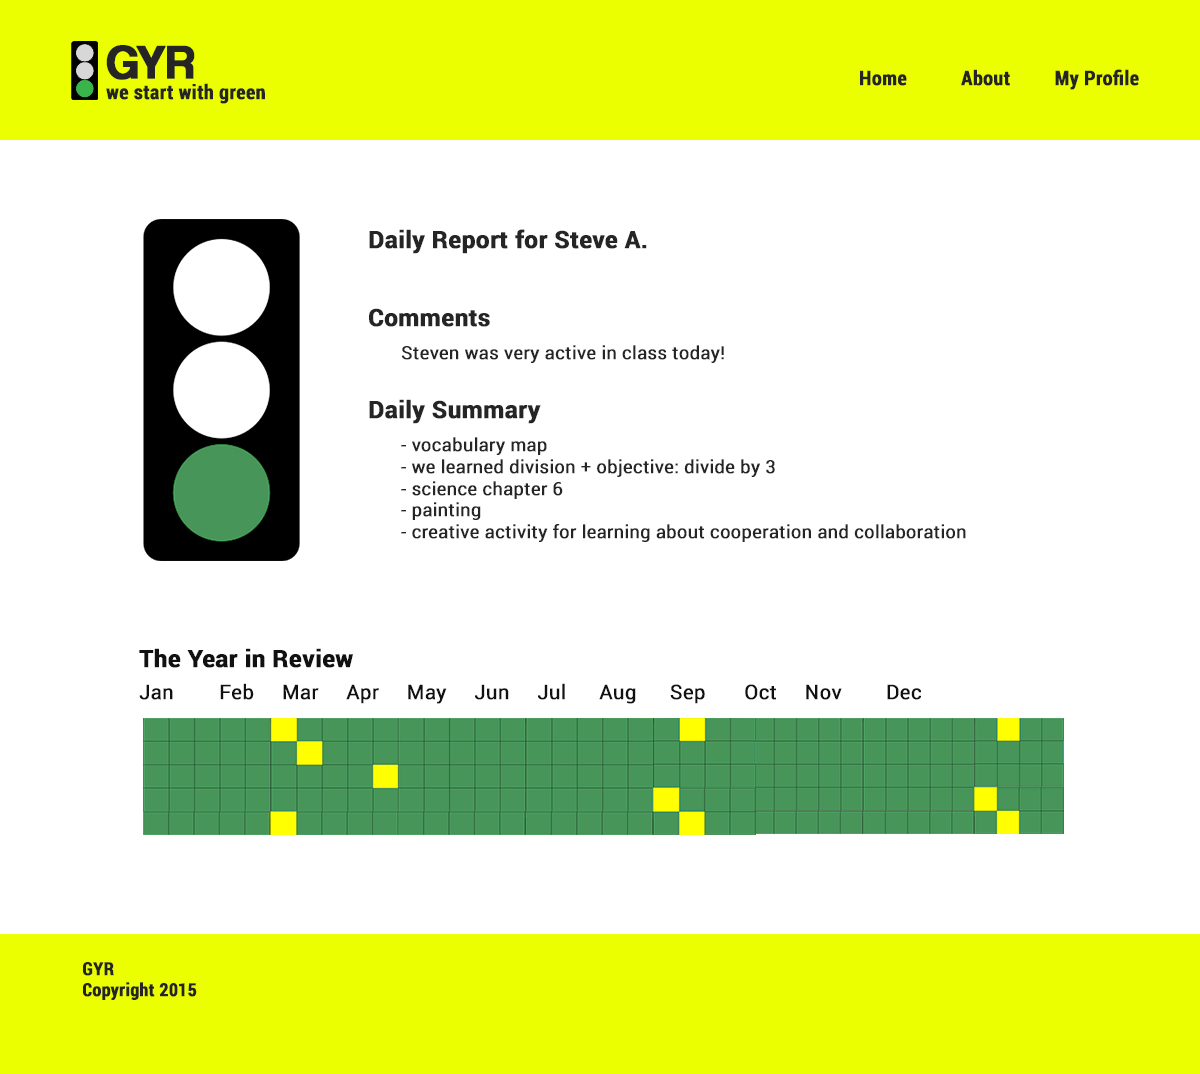 GYR
we start with green
Home About My Profile
Daily Report for Steve A.
Comments
Steven was very active in class today!
Daily Summary
- vocabulary map
- we learned division + objective: divide by 3
- science chapter 6
- painting
- creative activity for learning about cooperation and collaboration
The Year in Review
Jan Feb Mar Apr May Jun Jul Aug Sep Oct Nov Dec
GYR
Copyright 2015